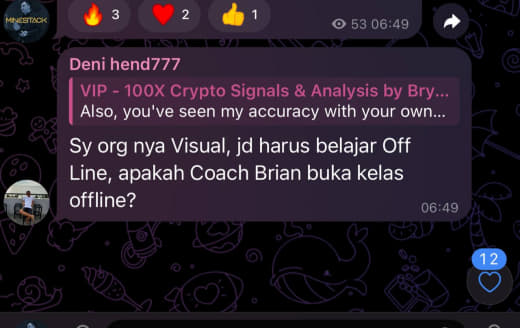 MINESTACK
🔥 3 ❤️ 2 👍 1
53 06:49
Deni hend777
VIP - 100X Crypto Signals & Analysis by Bry...
Also, you've seen my accuracy with your own...
Sy org nya Visual, jd harus belajar Off
Line, apakah Coach Brian buka kelas
offline?
06:49
12